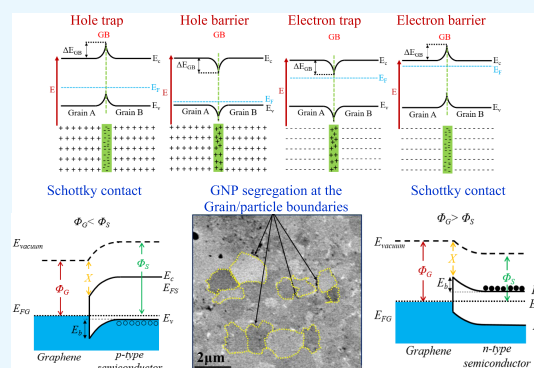 Hole trap
Hole barrier
Electron trap
Electron barrier
GB
GB
GB
GB
ΔE_GB
ΔE_GB
ΔE_GB
ΔE_GB
E_c
E_c
E_c
E_c
E
E
E
E
E_F
E_F
E_F
E_F
Grain A
Grain B
E_v
Grain A
Grain B
E_v
Grain A
Grain B
E_v
Grain A
Grain B
E_v
Schottky contact
GNP segregation at the
Grain/particle boundaries
Schottky contact
Φ_G< Φ_S
Φ_G> Φ_S
E_vacuum
Φ_G
X
Φ_S
E_c
E_FS
E_FG
E_b
E_v
Graphene
p-type
semiconductor
2μm
E_vacuum
Φ_G
X
Φ_S
E_b
E_FG
Graphene
n-type
semiconductor